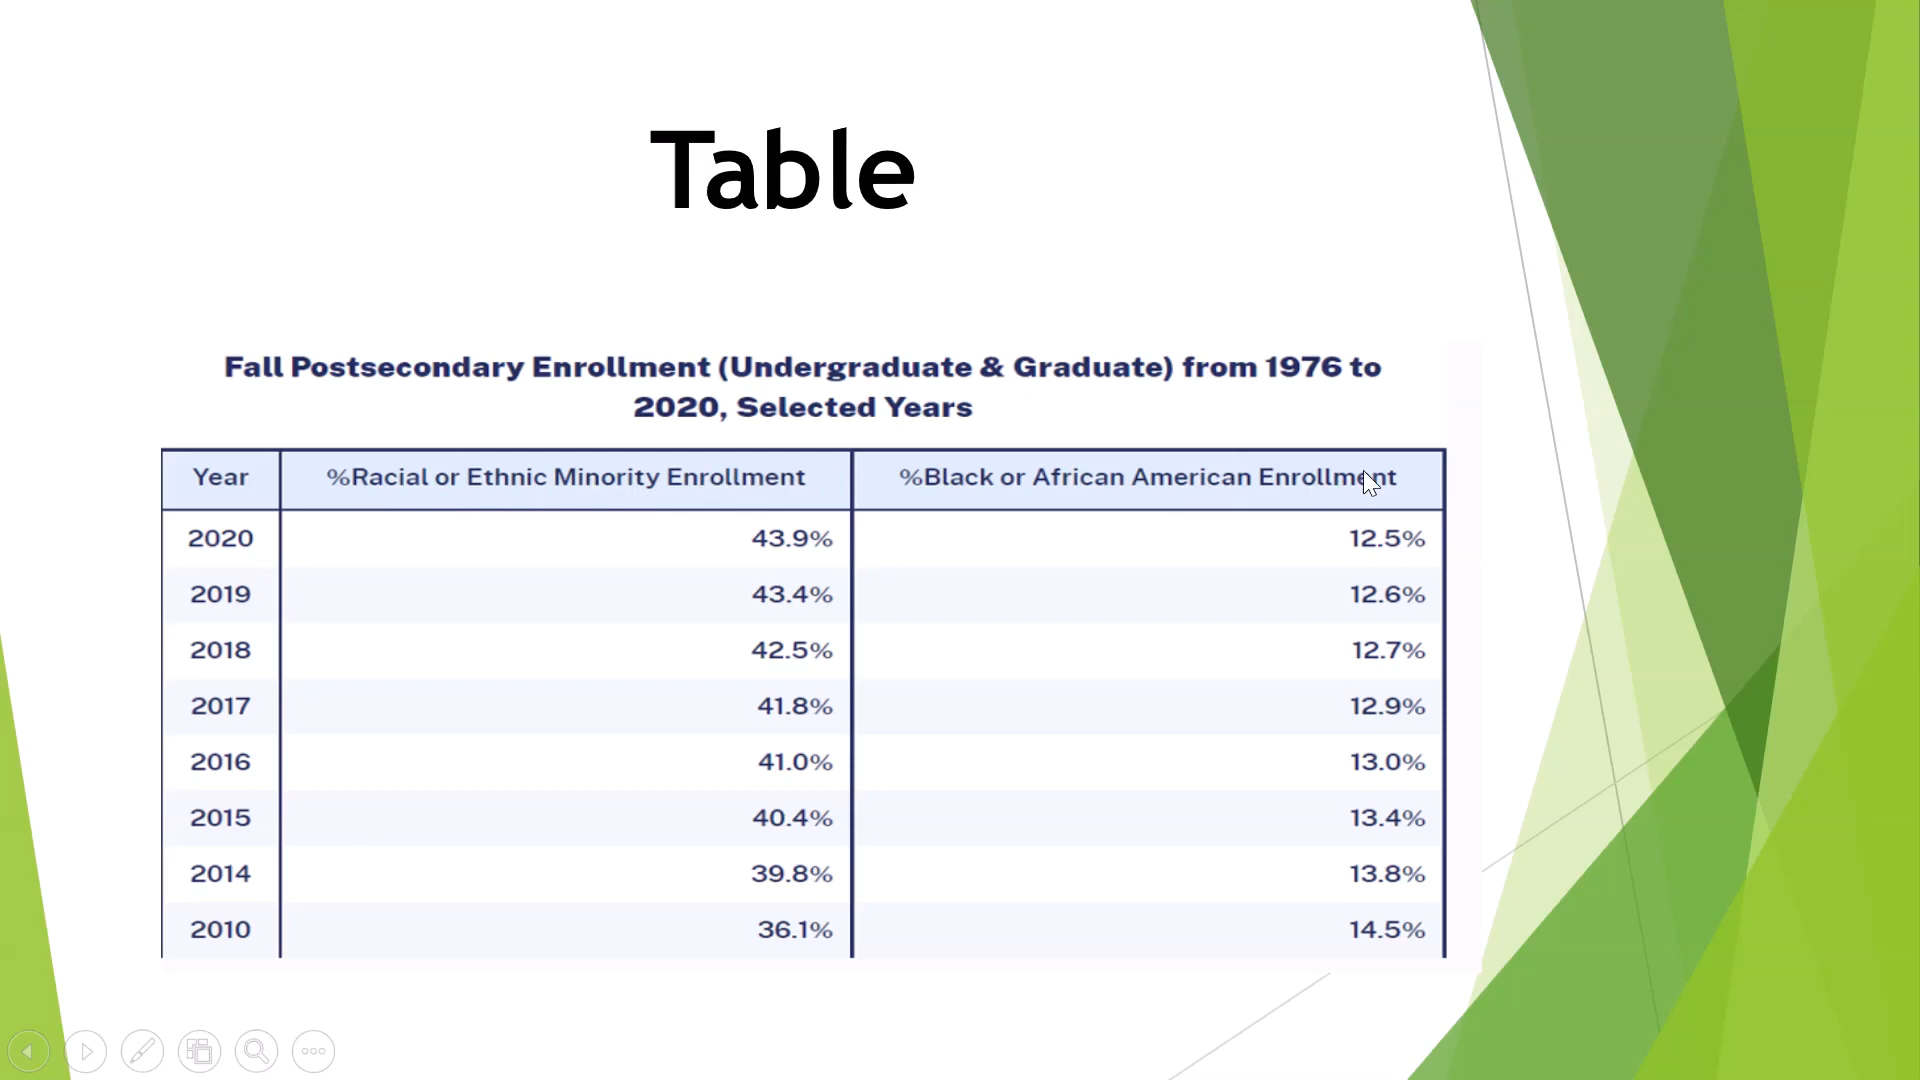 Table
Fall Postsecondary Enrollment (Undergraduate & Graduate) from 1976 to
2020, Selected Years
Year %Racial or Ethnic Minority Enrollment %Black or African American Enrollment
2020 43.9% 12.5%
2019 43.4% 12.6%
2018 42.5% 12.7%
2017 41.8% 12.9%
2016 41.0% 13.0%
2015 40.4% 13.4%
2014 39.8% 13.8%
2010 36.1% 14.5%